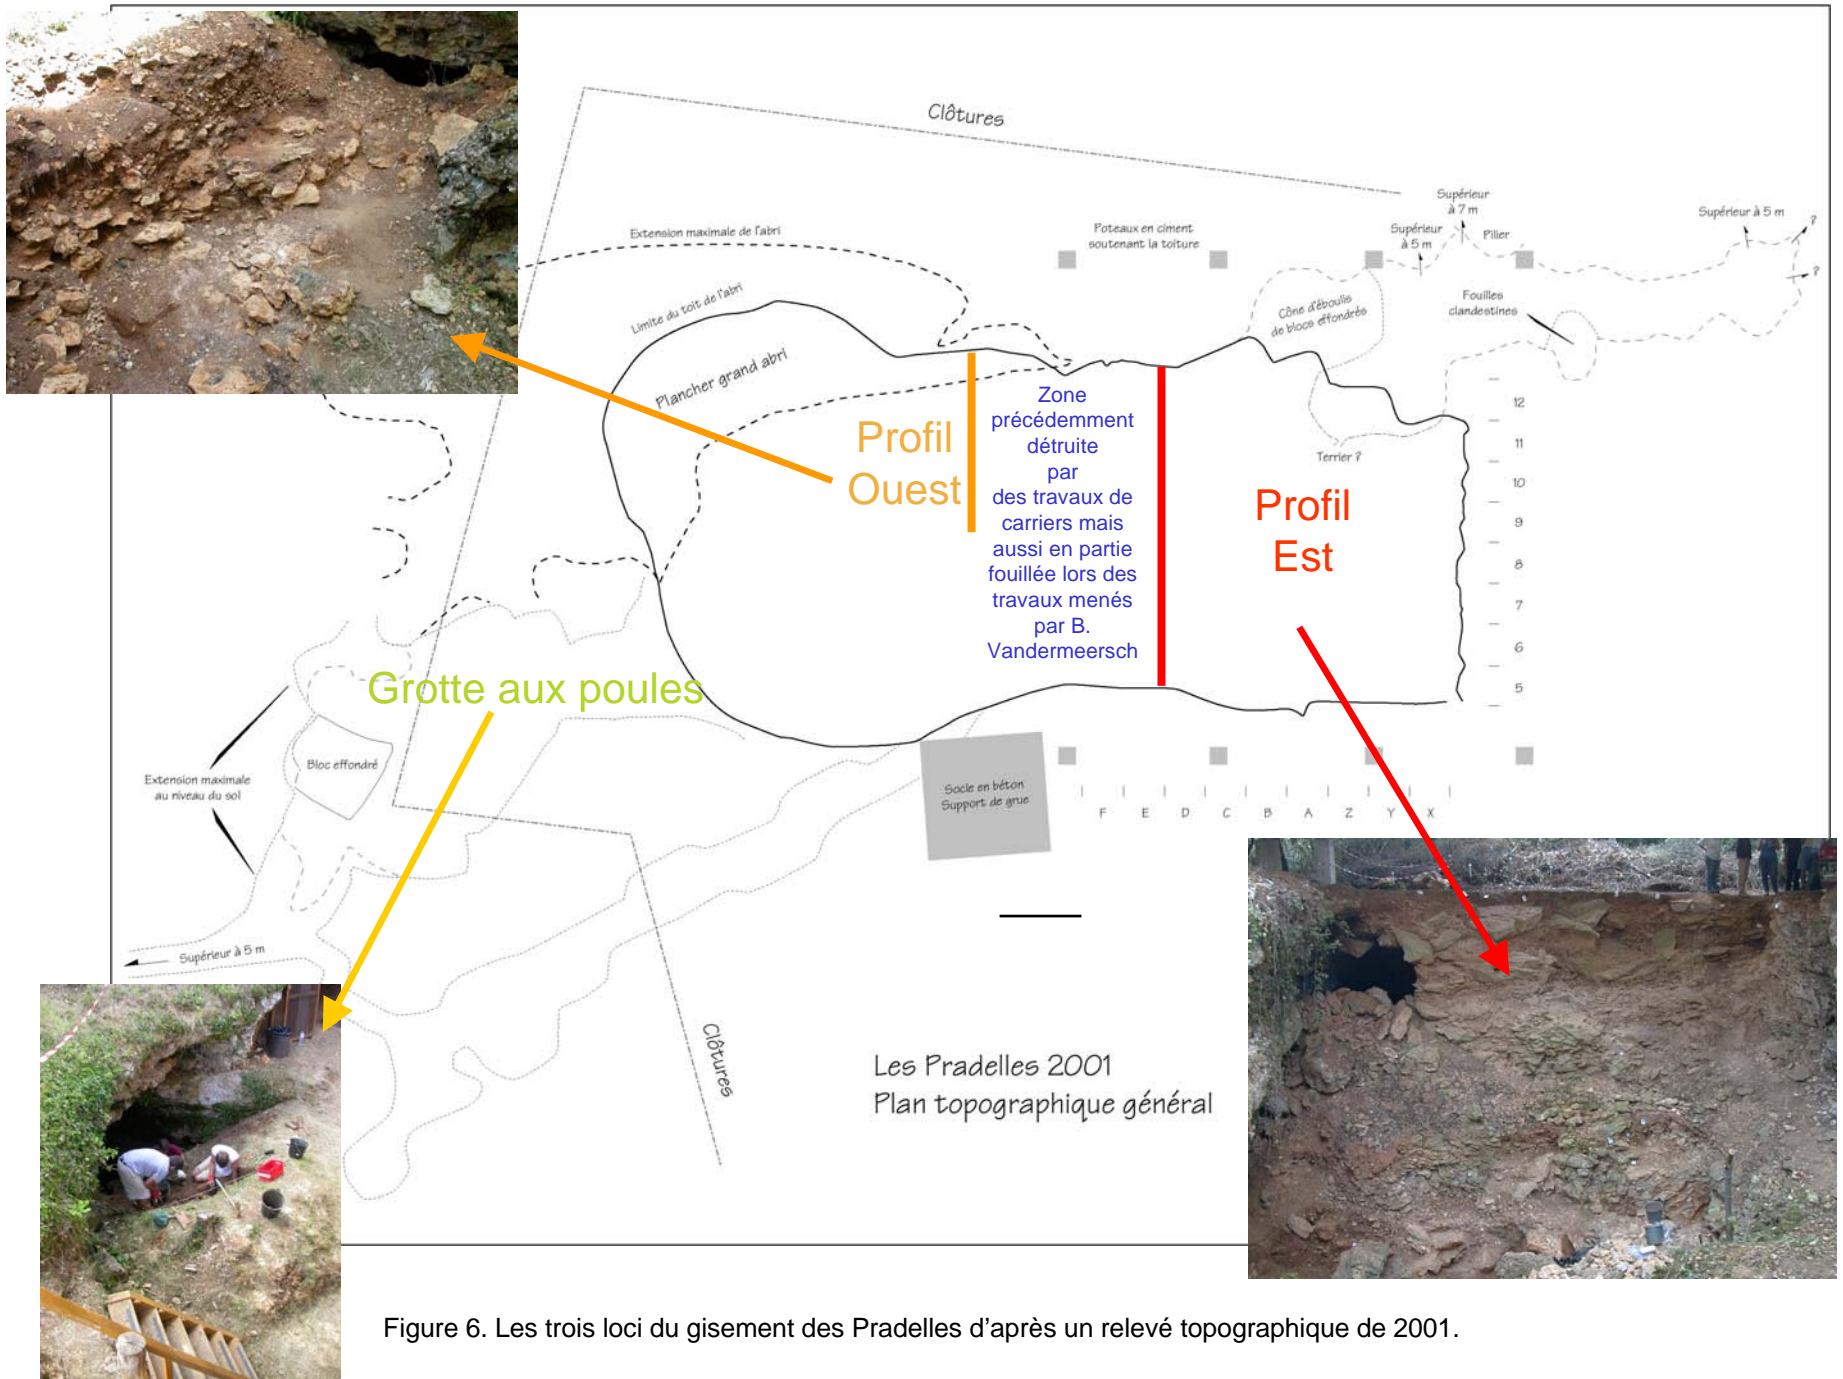 Clôtures
Supérieur
à 7 m
Supérieur
à 5 m
Pilier
Supérieur à 5 m
?
?
Extension maximale de l'abri
Poteaux en ciment
soutenant la toiture
Limite du toit de l'abri
Cône d'éboulis
de blocs effondrés
Fouilles
clandestines
Plancher grand abri
Profil
Ouest
Zone
précédemment
détruite
par
des travaux de
carriers mais
aussi en partie
fouillée lors des
travaux menés
par B.
Vandermeersch
Terrier ?
Profil
Est
12
11
10
9
8
7
6
5
Grotte aux poules
Bloc effondré
Extension maximale
au niveau du sol
Socle en béton
Support de grue
F E D C B A Z Y X
Supérieur à 5 m
Clôtures
Les Pradelles 2001
Plan topographique général
Figure 6. Les trois loci du gisement des Pradelles d'après un relevé topographique de 2001.